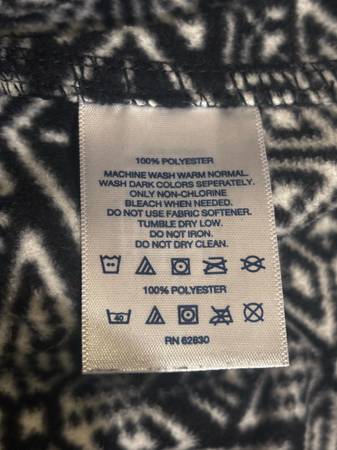 100% POLYESTER
MACHINE WASH WARM NORMAL.
WASH DARK COLORS SEPERATELY.
ONLY NON-CHLORINE
BLEACH WHEN NEEDED.
DO NOT USE FABRIC SOFTENER.
TUMBLE DRY LOW.
DO NOT IRON.
DO NOT DRY CLEAN.
100% POLYESTER
40
RN 62830